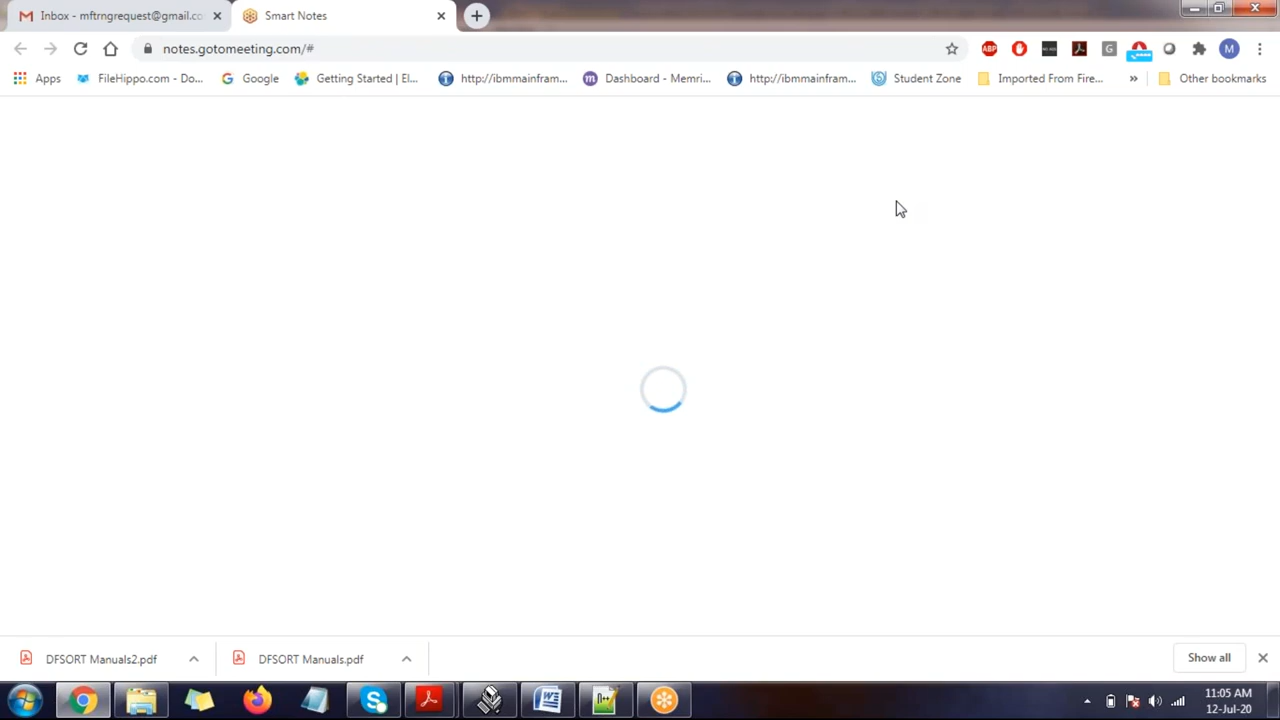 Inbox - mftrngrequest@gmail.co
Smart Notes
notes.gotomeeting.com/#
Apps
FileHippo.com - Do...
Google
Getting Started | El...
http://ibmmainfram...
Dashboard - Memri...
http://ibmmainfram...
Student Zone
Imported From Fire...
»
Other bookmarks
ABP
G
M
DFSORT Manuals2.pdf
DFSORT Manuals.pdf
Show all
11:05 AM
12-Jul-20